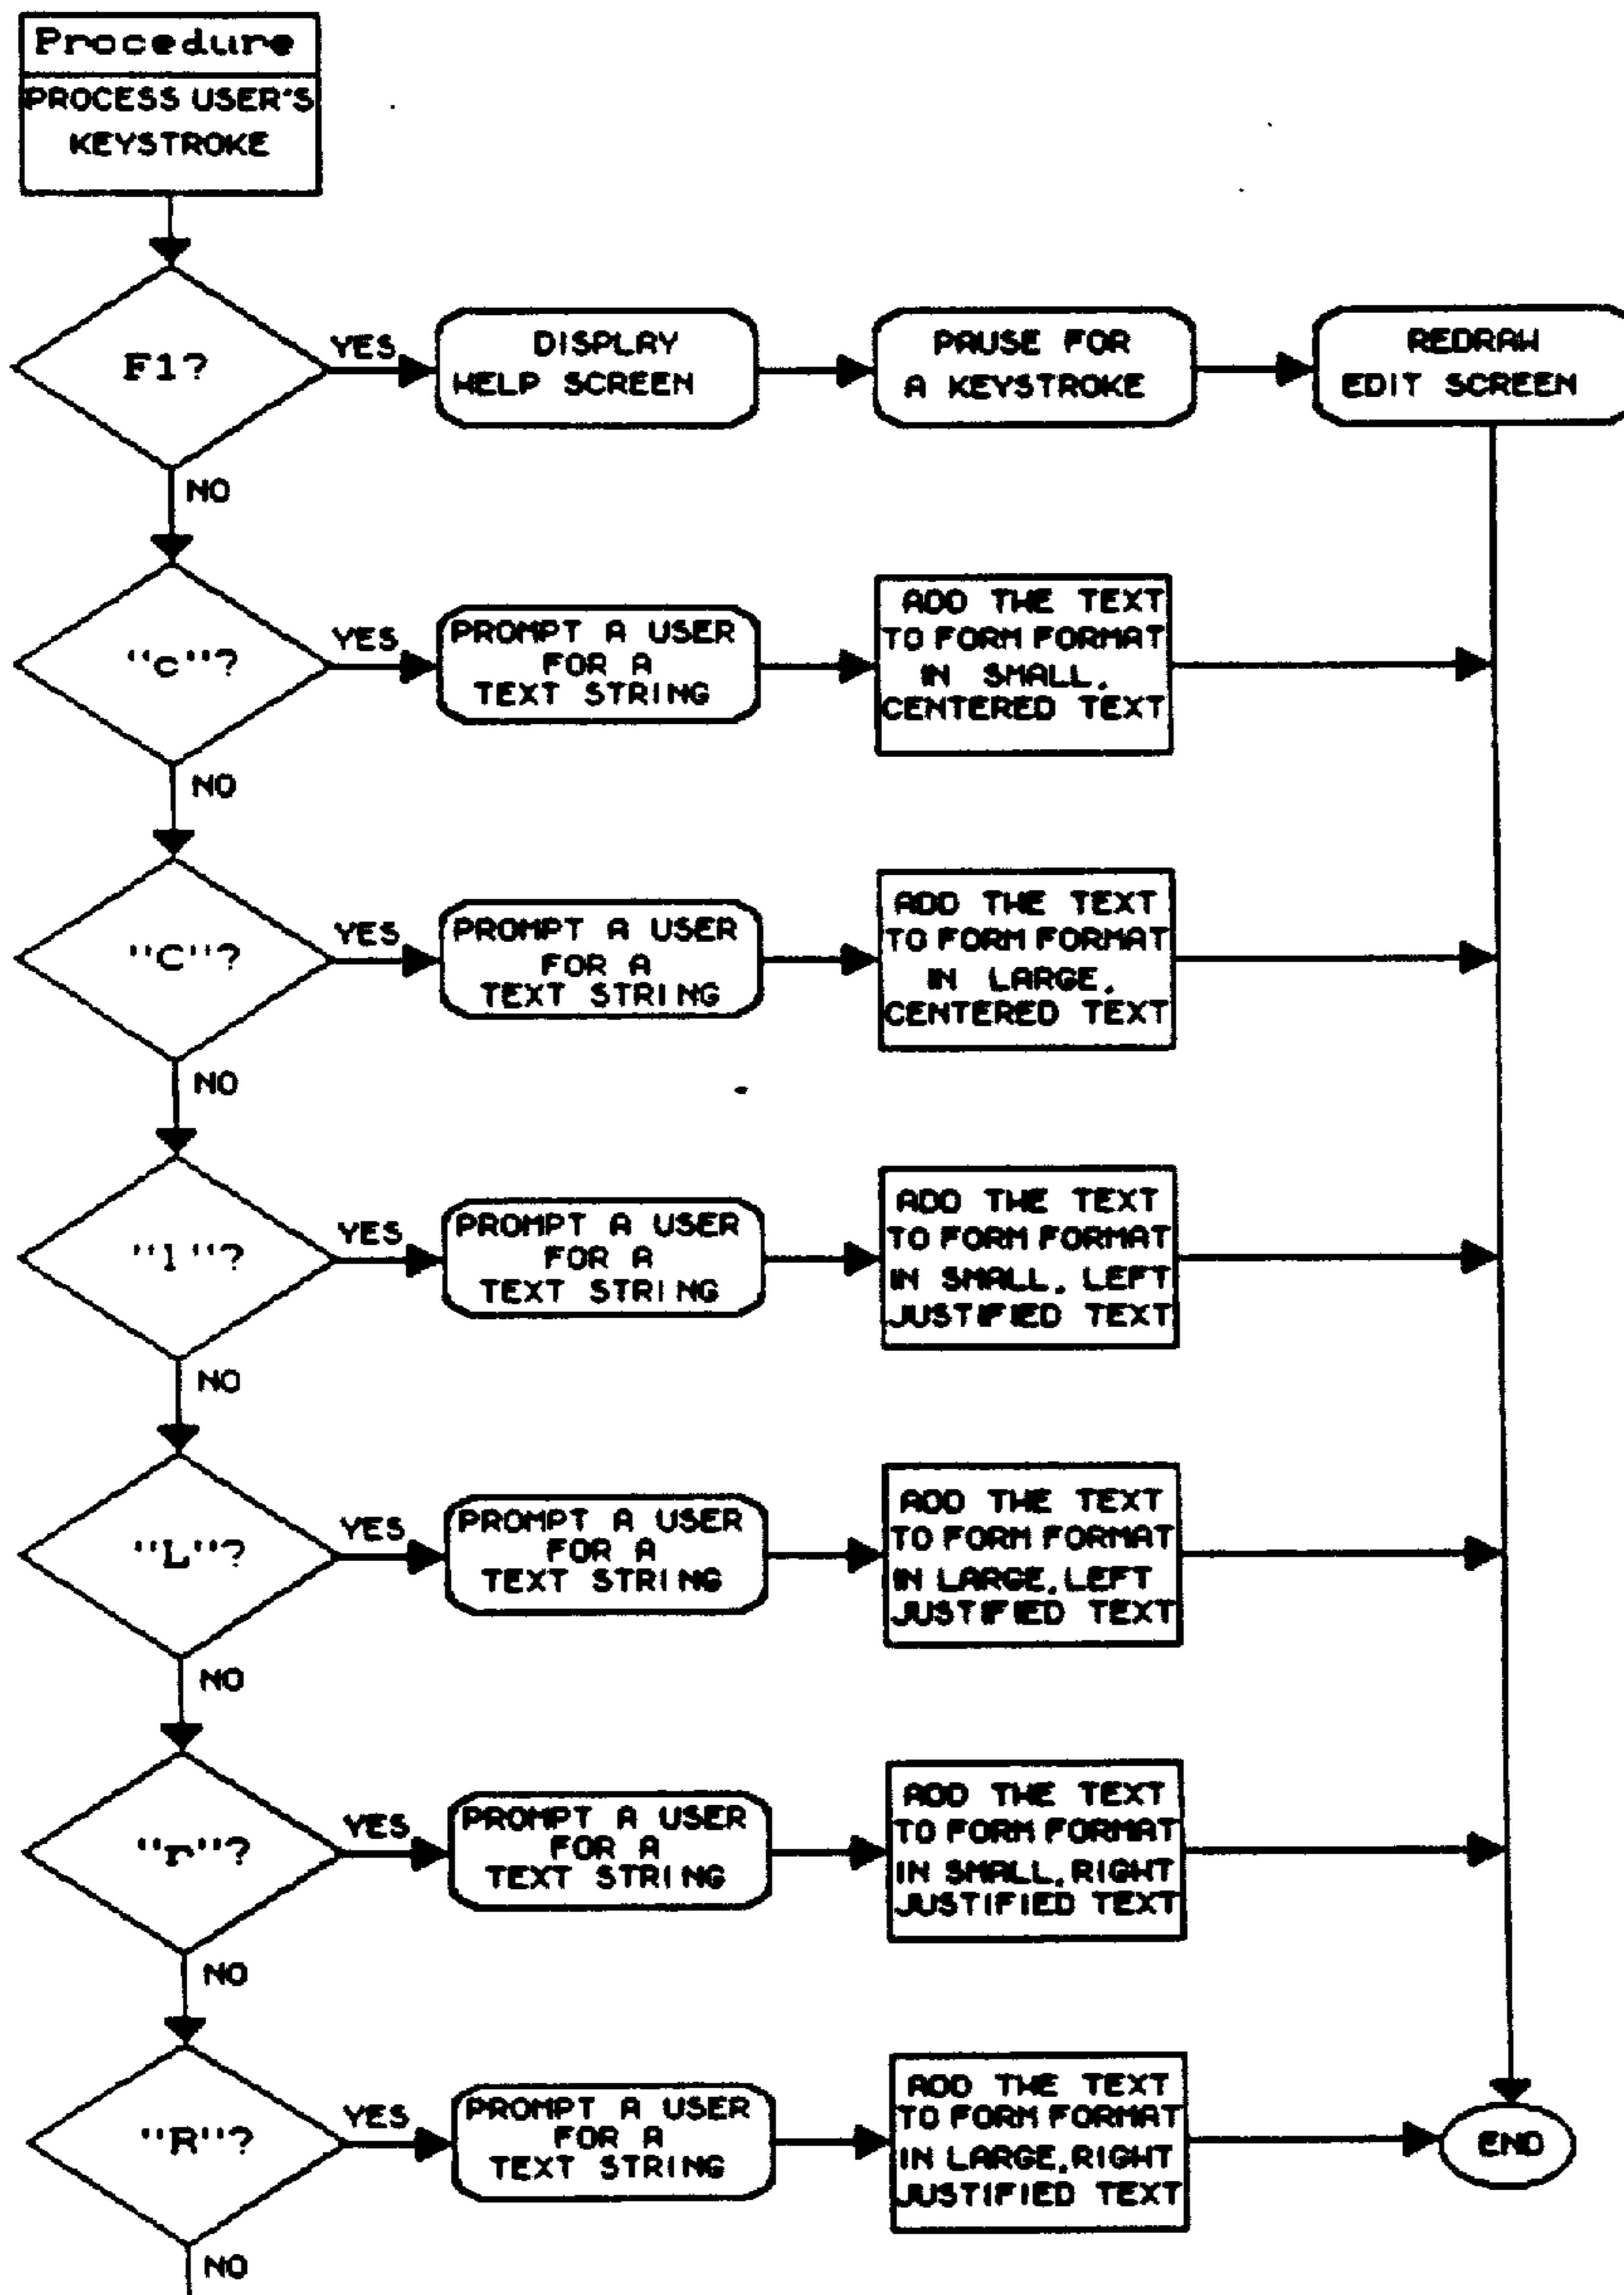 Procedure
PROCESS USER'S
KEYSTROKE
F1?
YES
DISPLAY
HELP SCREEN
PAUSE FOR
A KEYSTROKE
REDRAW
EDIT SCREEN
NO
"c"?
YES
PROMPT A USER
FOR A
TEXT STRING
ADD THE TEXT
TO FORM FORMAT
IN SMALL,
CENTERED TEXT
NO
"C"?
YES
PROMPT A USER
FOR A
TEXT STRING
ADD THE TEXT
TO FORM FORMAT
IN LARGE,
CENTERED TEXT
NO
"l"?
YES
PROMPT A USER
FOR A
TEXT STRING
ADD THE TEXT
TO FORM FORMAT
IN SMALL, LEFT
JUSTIFIED TEXT
NO
"L"?
YES
PROMPT A USER
FOR A
TEXT STRING
ADD THE TEXT
TO FORM FORMAT
IN LARGE, LEFT
JUSTIFIED TEXT
NO
"r"?
YES
PROMPT A USER
FOR A
TEXT STRING
ADD THE TEXT
TO FORM FORMAT
IN SMALL, RIGHT
JUSTIFIED TEXT
NO
"R"?
YES
PROMPT A USER
FOR A
TEXT STRING
ADD THE TEXT
TO FORM FORMAT
IN LARGE, RIGHT
JUSTIFIED TEXT
END
NO